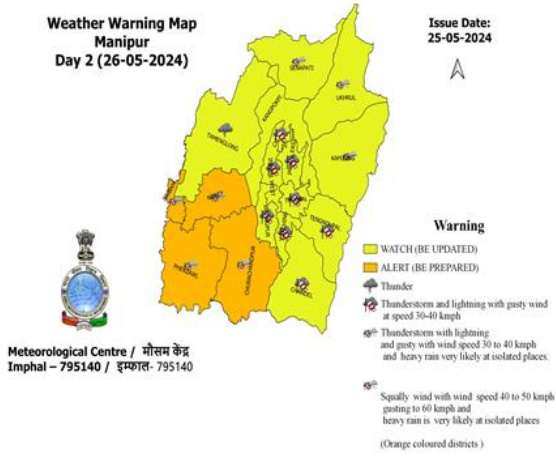 Weather Warning Map
Manipur
Day 2 (26-05-2024)
Issue Date:
25-05-2024
SENAPATI
UKHRUL
KANGPOKPI
TAMENGLONG
KAMJONG
TENGNOUPAL
PHERZAWL
CHURACHANDPUR
CHANDEL
Meteorological Centre / मौसम केंद्र
Imphal – 795140 / इम्फाल- 795140
Warning
WATCH (BE UPDATED)
ALERT (BE PREPARED)
Thunder
Thunderstorm and lightning with gusty wind
at speed 30-40 kmph
Thunderstorm with lightning
and gusty with wind speed 30 to 40 kmph
and heavy rain very likely at isolated places.
Squally wind with wind speed 40 to 50 kmph
gusting to 60 kmph and
heavy rain is very likely at isolated places
(Orange coloured districts )